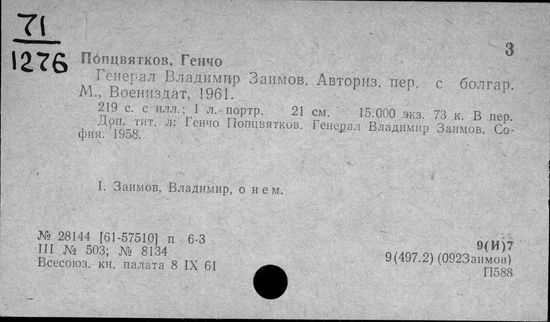 71
1276
3
Попцвятков, Генчо
Генерал Владимир Заимов. Авториз. пер. с болгар.
М., Воениздат, 1961.
219 с. с илл.; 1 л. портр. 21 см. 15.000 экз. 73 к. В пер.
Доп. тит. л: Генчо Попцвятков. Генерал Владимир Заимов. Со-
фия. 1958.
I. Заимов, Владимир, о нем.
№ 28144 [61-57510] п 6-3
III № 503; № 8134
Всесоюз. кн. палата 8 IX 61
9(И)7
9(497.2) (092Заимов)
П588